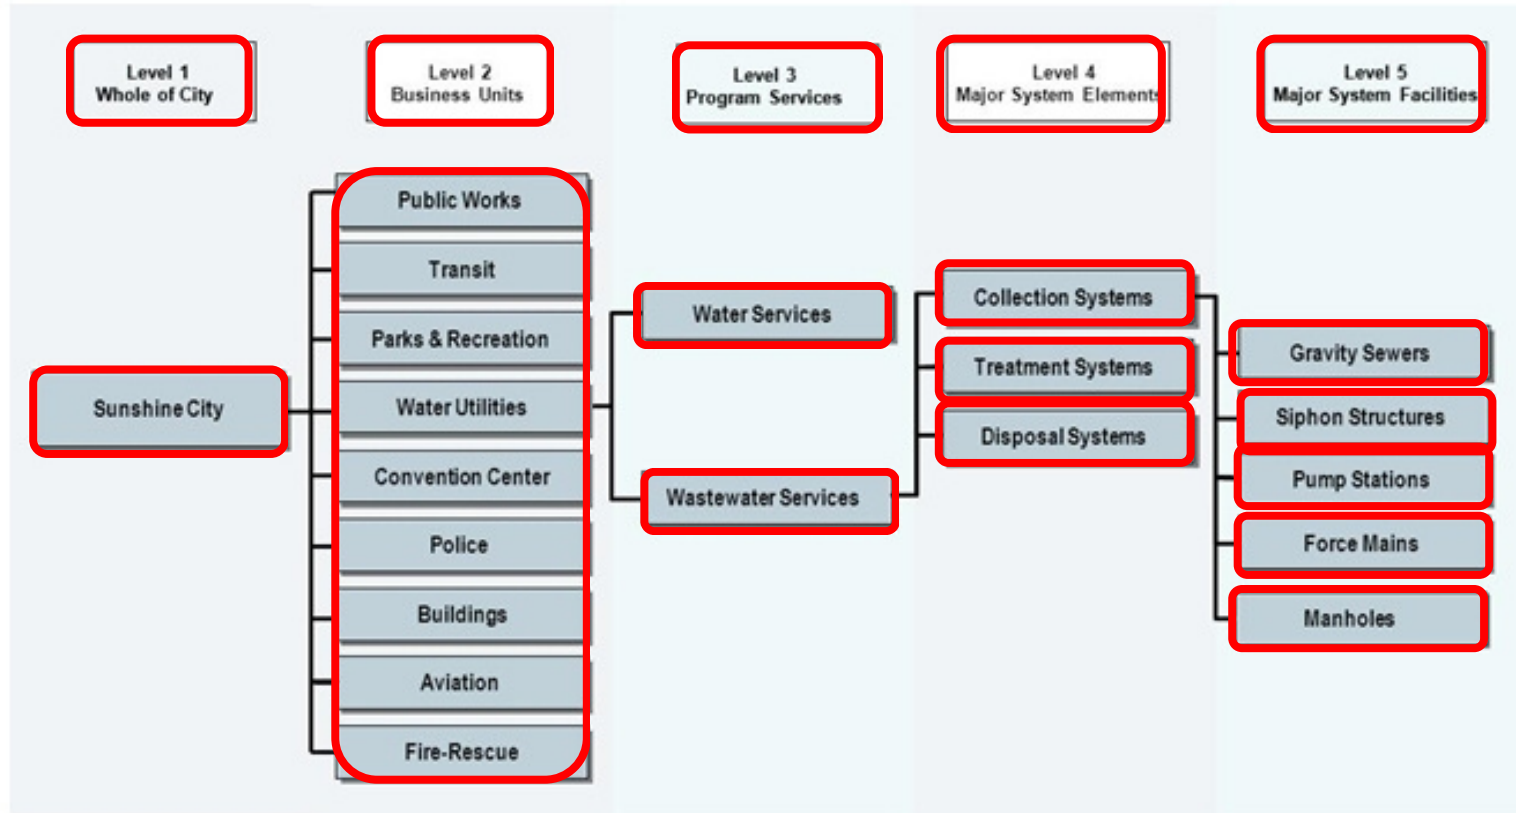 Level 1
Whole of City
Level 2
Business Units
Level 3
Program Services
Level 4
Major System Elements
Level 5
Major System Facilities
Sunshine City
Public Works
Transit
Parks & Recreation
Water Utilities
Convention Center
Police
Buildings
Aviation
Fire-Rescue
Water Services
Wastewater Services
Collection Systems
Treatment Systems
Disposal Systems
Gravity Sewers
Siphon Structures
Pump Stations
Force Mains
Manholes